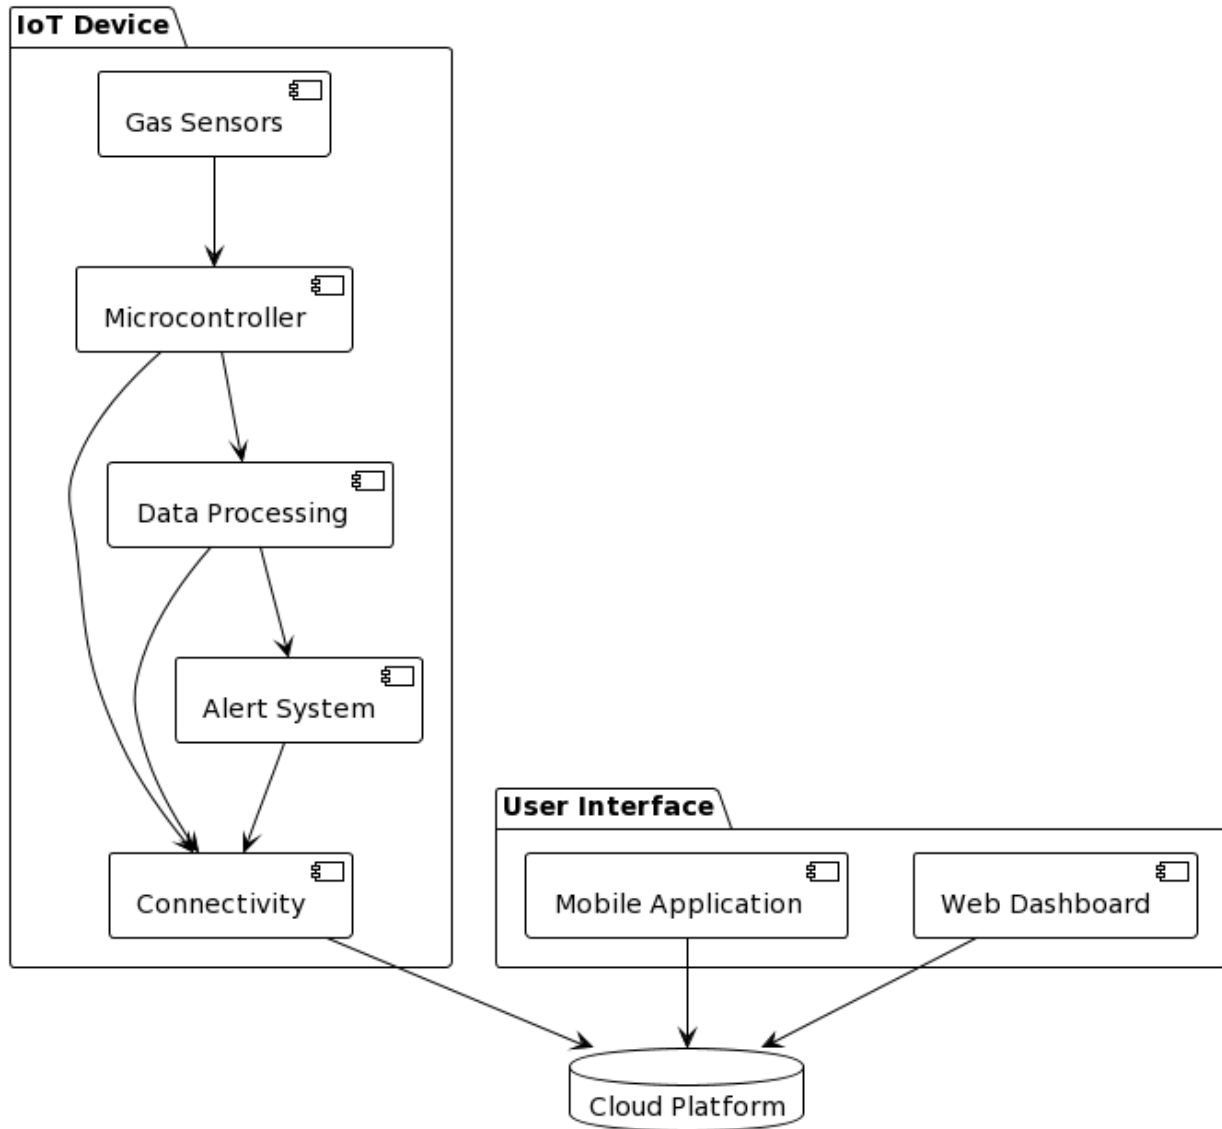 IoT Device
Gas Sensors
Microcontroller
Data Processing
Alert System
Connectivity
User Interface
Mobile Application
Web Dashboard
Cloud Platform